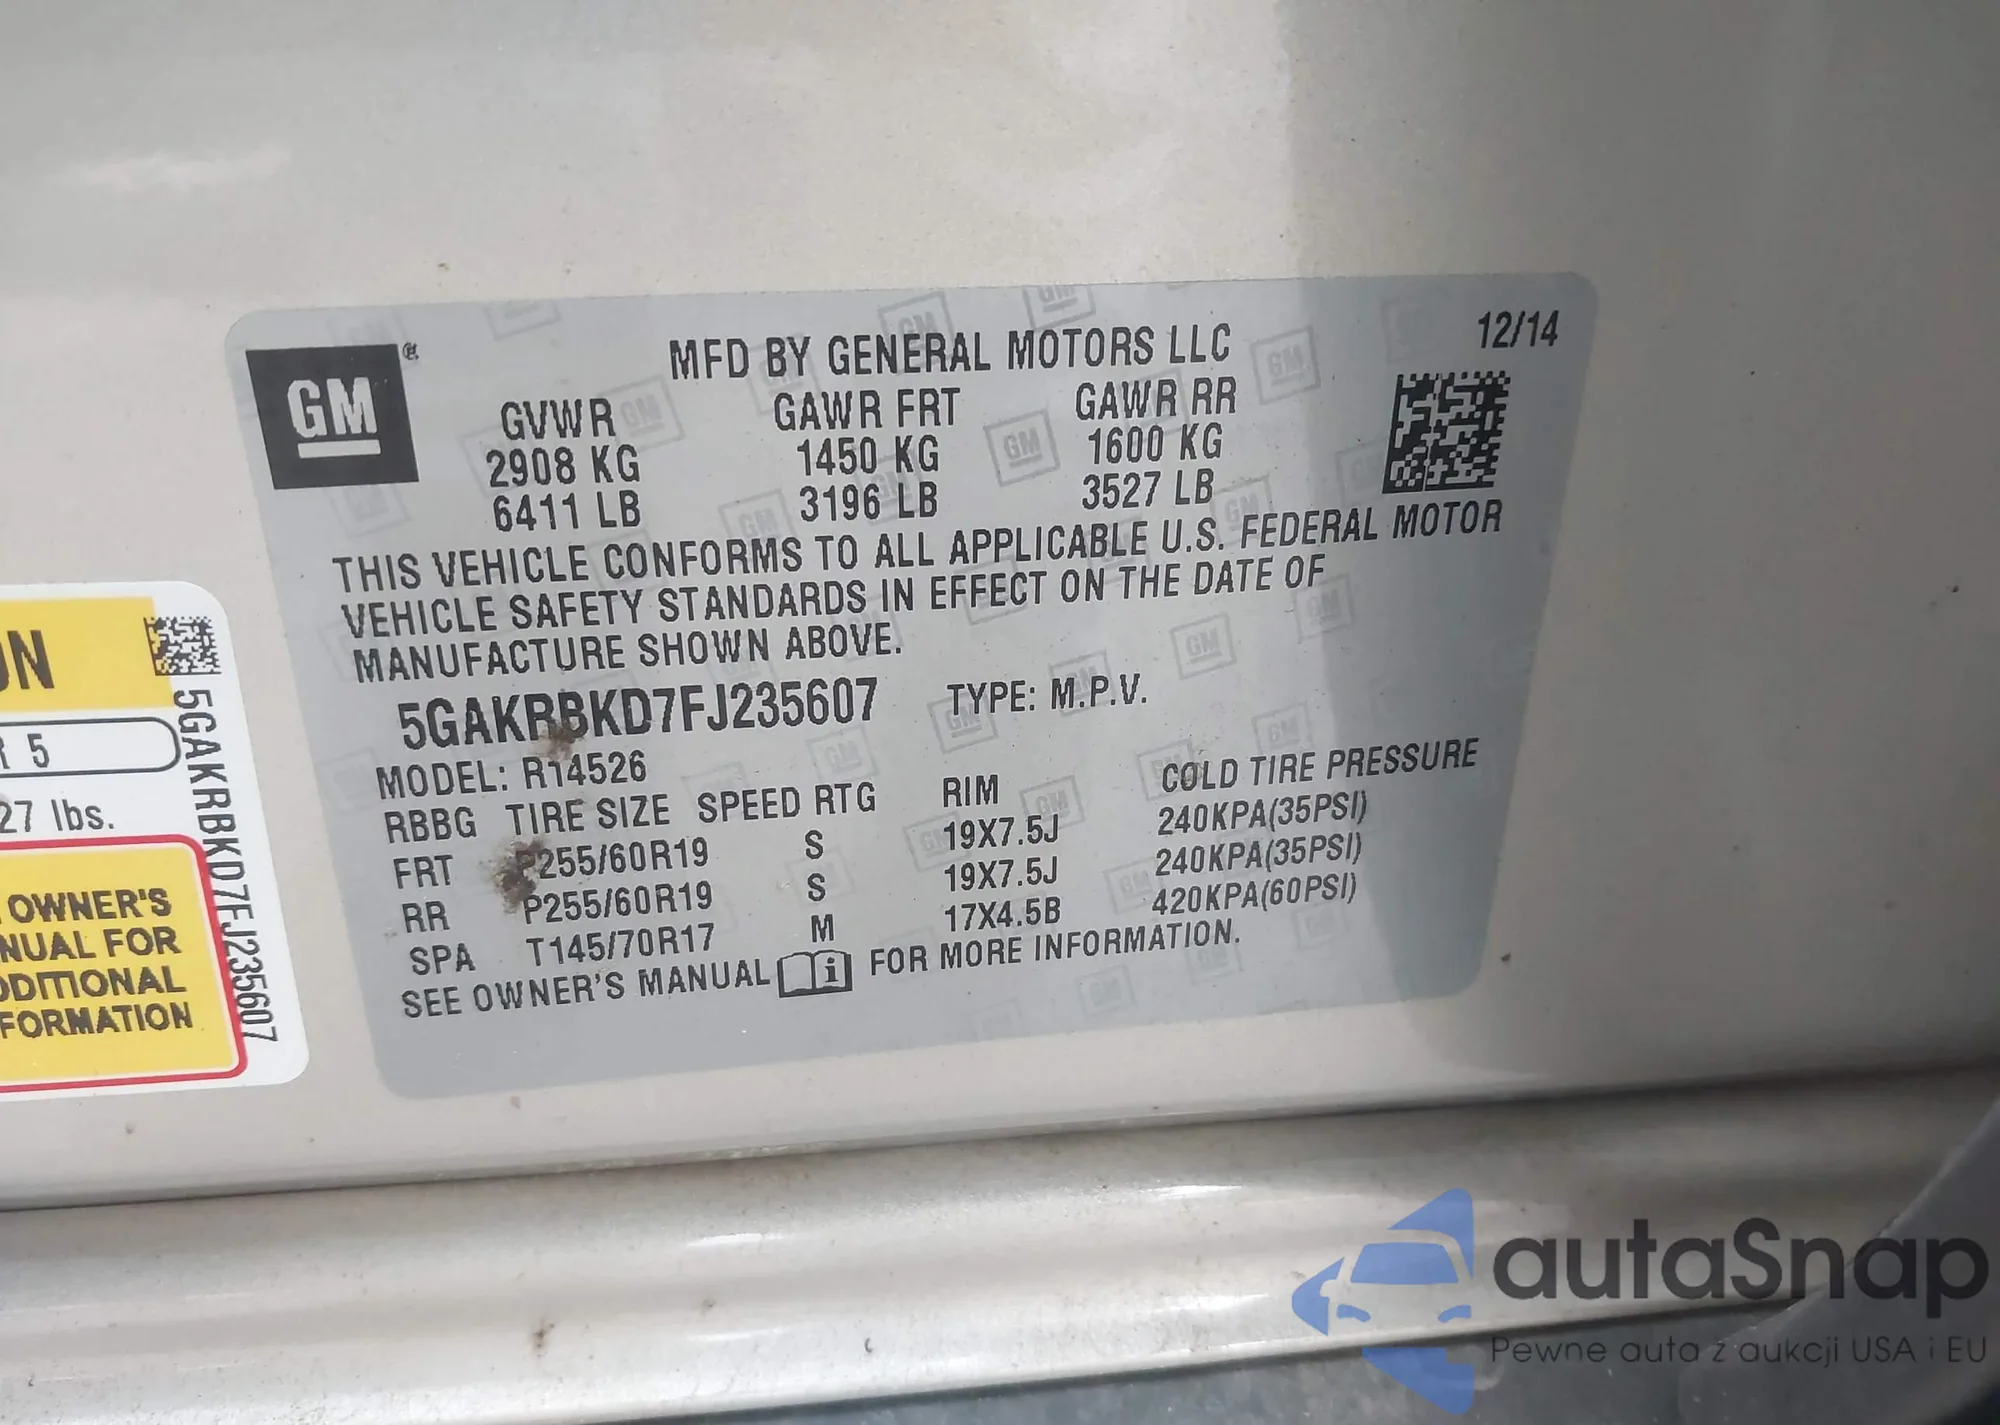 12/14
GM
MFD BY GENERAL MOTORS LLC
GVWR GAWR FRT GAWR RR
2908 KG 1450 KG 1600 KG
6411 LB 3196 LB 3527 LB
THIS VEHICLE CONFORMS TO ALL APPLICABLE U.S. FEDERAL MOTOR
VEHICLE SAFETY STANDARDS IN EFFECT ON THE DATE OF
MANUFACTURE SHOWN ABOVE.
5GAKRBKD7FJ235607 TYPE: M.P.V.
MODEL: R14526
RBBG TIRE SIZE SPEED RTG RIM COLD TIRE PRESSURE
FRT P255/60R19 S 19X7.5J 240KPA(35PSI)
RR P255/60R19 S 19X7.5J 240KPA(35PSI)
SPA T145/70R17 M 17X4.5B 420KPA(60PSI)
SEE OWNER'S MANUAL i FOR MORE INFORMATION.
5
27 lbs.
OWNER'S
NUAL FOR
DDITIONAL
FORMATION
5GAKRBKD7FJ235607
autaSnap
Pewne auta z aukcji USA i EU